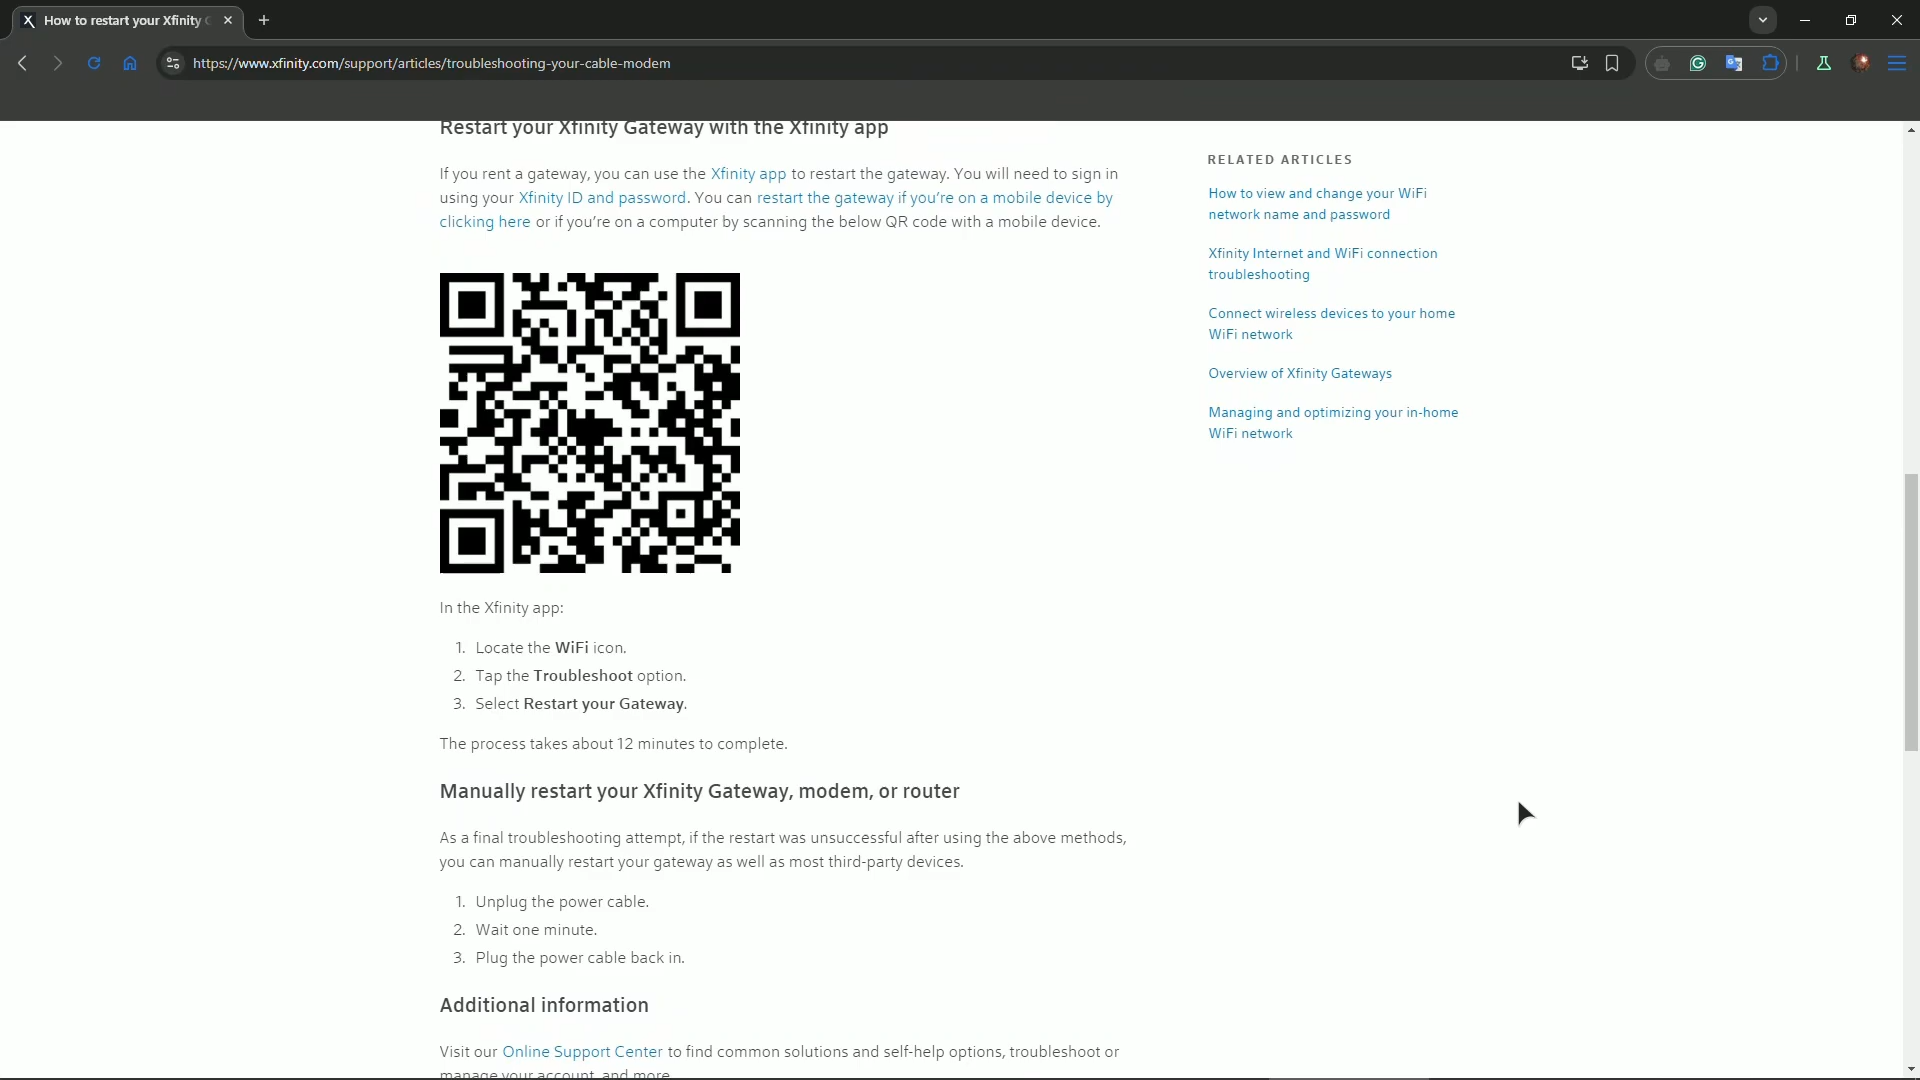 How to restart your Xfinity
https://www.xfinity.com/support/articles/troubleshooting-your-cable-modem
Restart your Xfinity Gateway with the Xfinity app
If you rent a gateway, you can use the Xfinity app to restart the gateway. You will need to sign in
using your Xfinity ID and password. You can restart the gateway if you're on a mobile device by
clicking here or if you're on a computer by scanning the below QR code with a mobile device.
In the Xfinity app:
1. Locate the WiFi icon.
2. Tap the Troubleshoot option.
3. Select Restart your Gateway.
The process takes about 12 minutes to complete.
Manually restart your Xfinity Gateway, modem, or router
As a final troubleshooting attempt, if the restart was unsuccessful after using the above methods,
you can manually restart your gateway as well as most third-party devices.
1. Unplug the power cable.
2. Wait one minute.
3. Plug the power cable back in.
Additional information
Visit our Online Support Center to find common solutions and self-help options, troubleshoot or
manage your account, and more.
RELATED ARTICLES
How to view and change your WiFi
network name and password
Xfinity Internet and WiFi connection
troubleshooting
Connect wireless devices to your home
WiFi network
Overview of Xfinity Gateways
Managing and optimizing your in-home
WiFi network